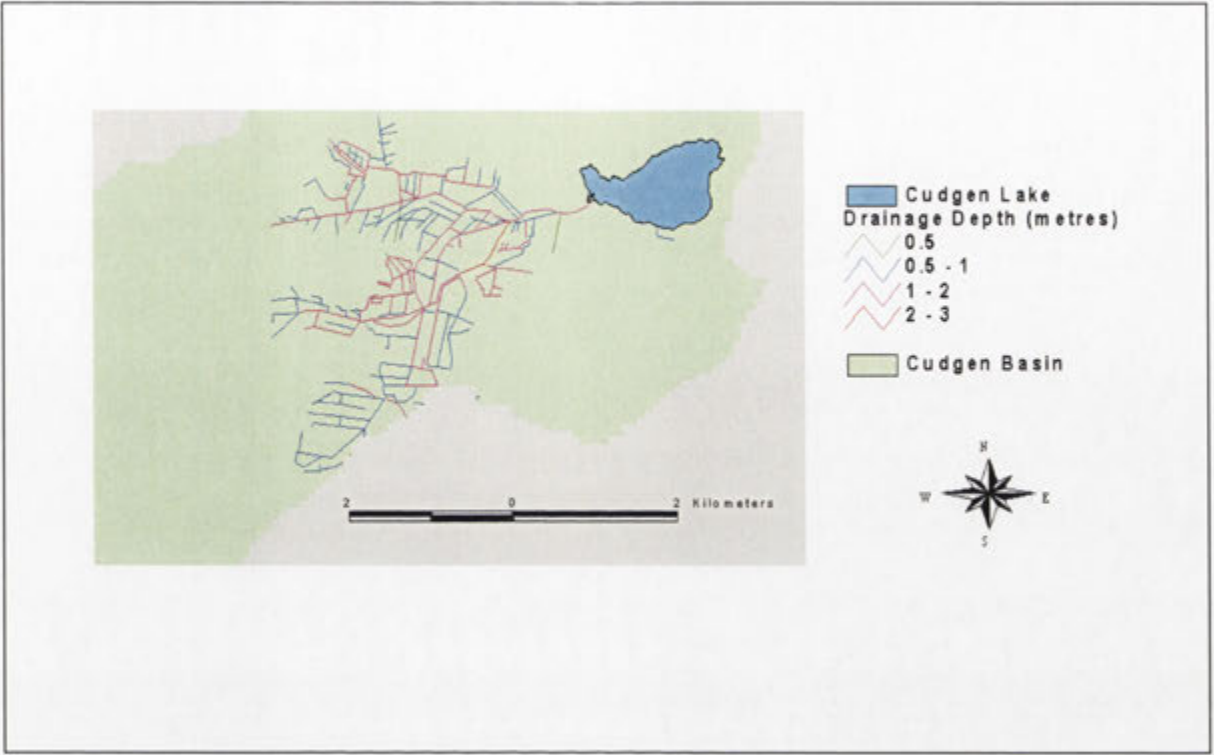 Cudgen Lake
Drainage Depth (metres)
0.5
0.5 - 1
1 - 2
2 - 3
Cudgen Basin
N
W E
S
2 0 2 Kilometers